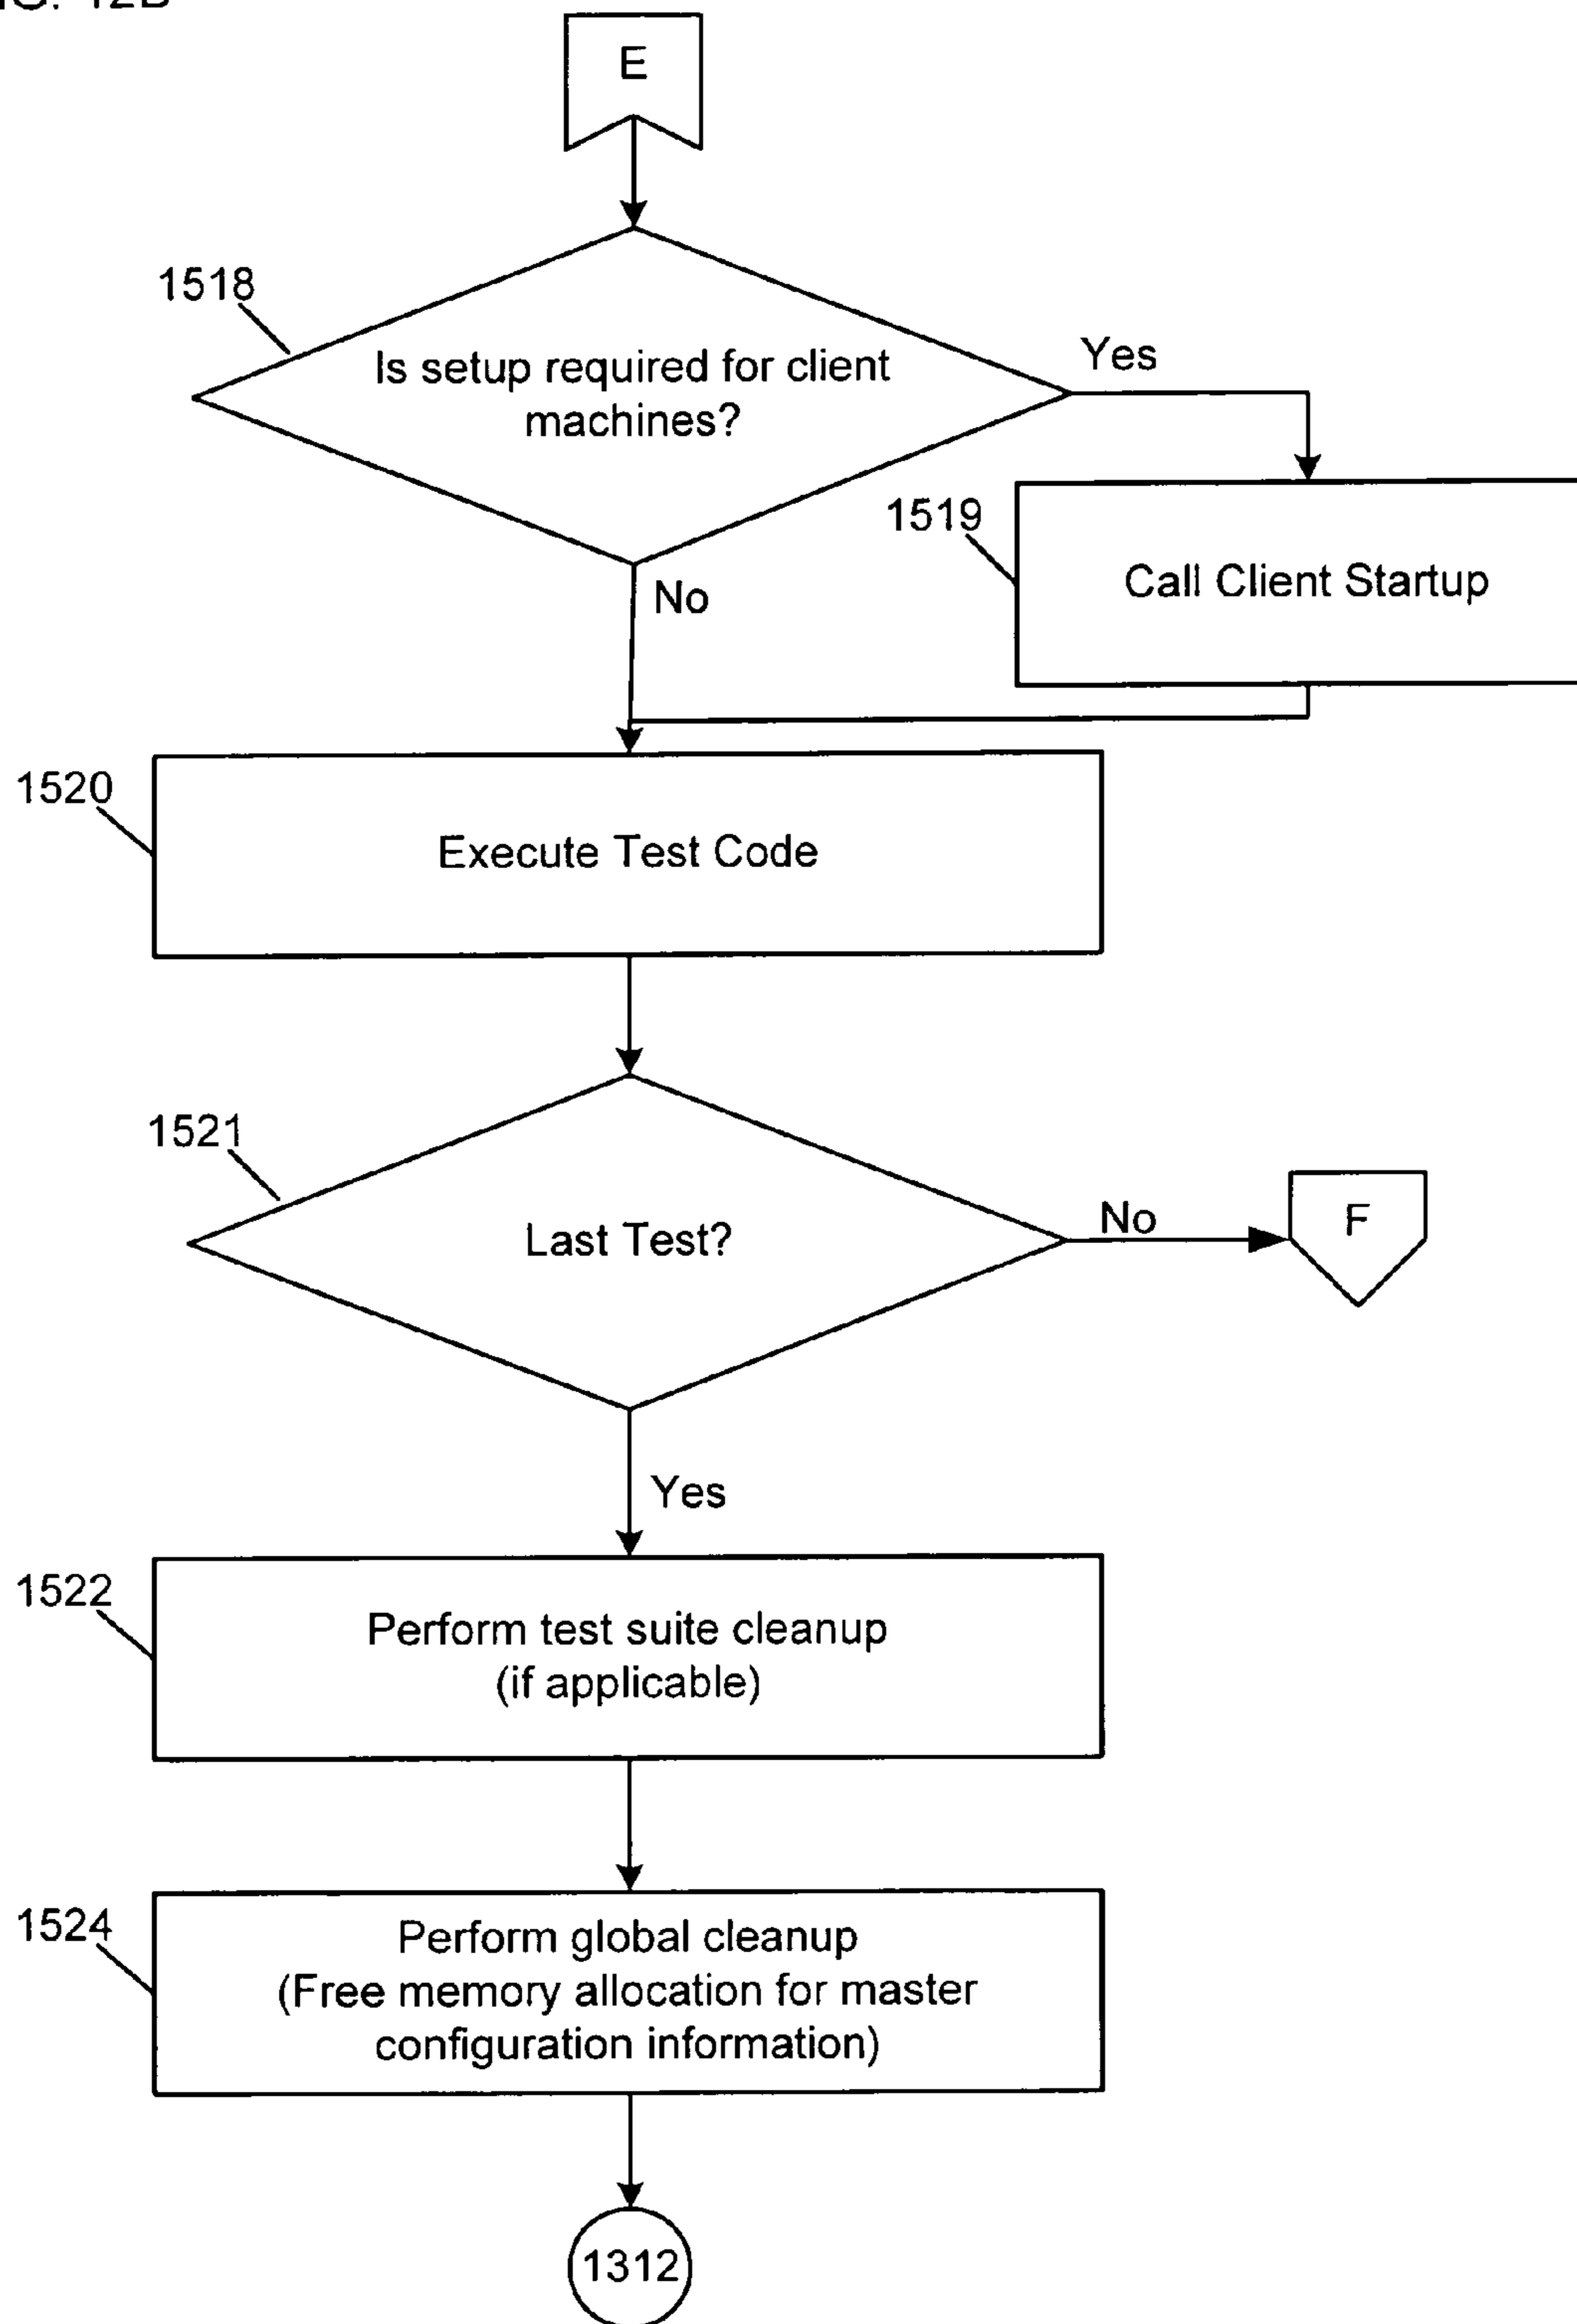 E
1518
Is setup required for client
machines?
Yes
1519
Call Client Startup
No
1520
Execute Test Code
1521
Last Test?
No
F
Yes
1522
Perform test suite cleanup
(if applicable)
1524
Perform global cleanup
(Free memory allocation for master
configuration information)
1312